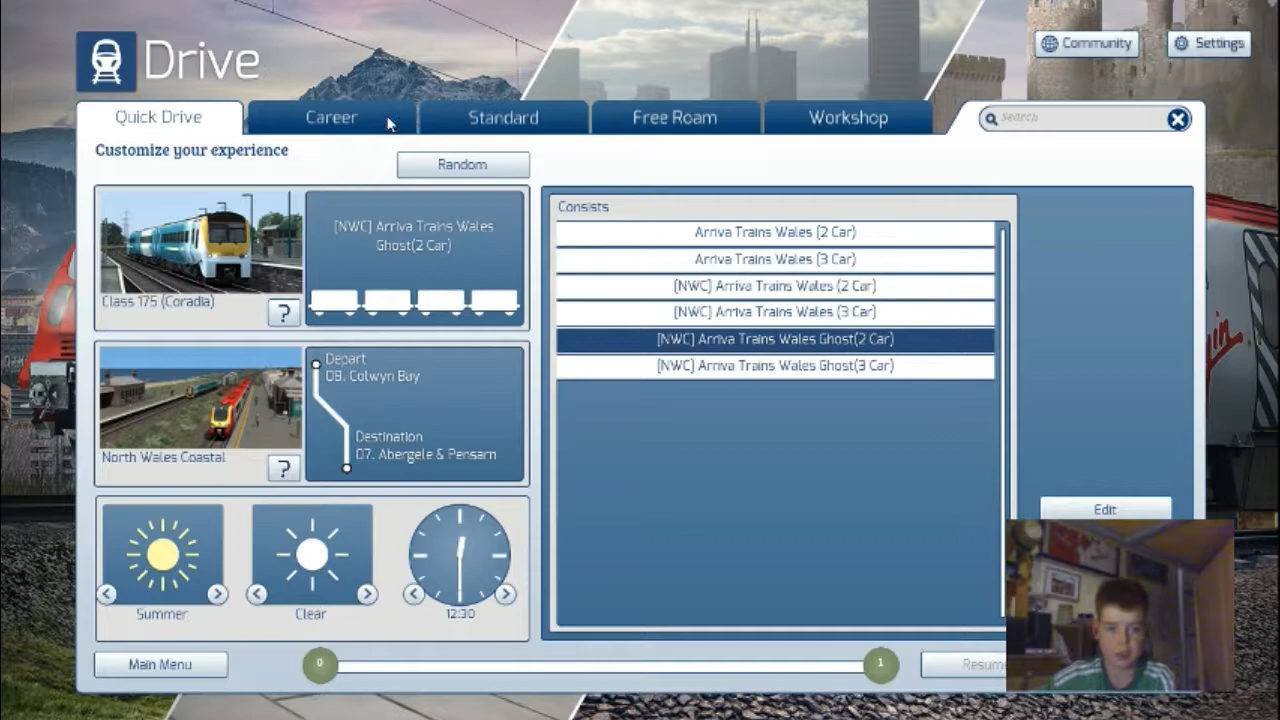 Drive
Community
Settings
Quick Drive
Career
Standard
Free Roam
Workshop
search
Customize your experience
Random
[NWC] Arriva Trains Wales
Ghost(2 Car)
Class 175 (Coradia)
?
Depart
08. Colwyn Bay
Destination
07. Abergele & Pensarn
North Wales Coastal
?
Summer
Clear
12:30
Consists
Arriva Trains Wales (2 Car)
Arriva Trains Wales (3 Car)
[NWC] Arriva Trains Wales (2 Car)
[NWC] Arriva Trains Wales (3 Car)
[NWC] Arriva Trains Wales Ghost(2 Car)
[NWC] Arriva Trains Wales Ghost(3 Car)
Edit
Main Menu
0
1